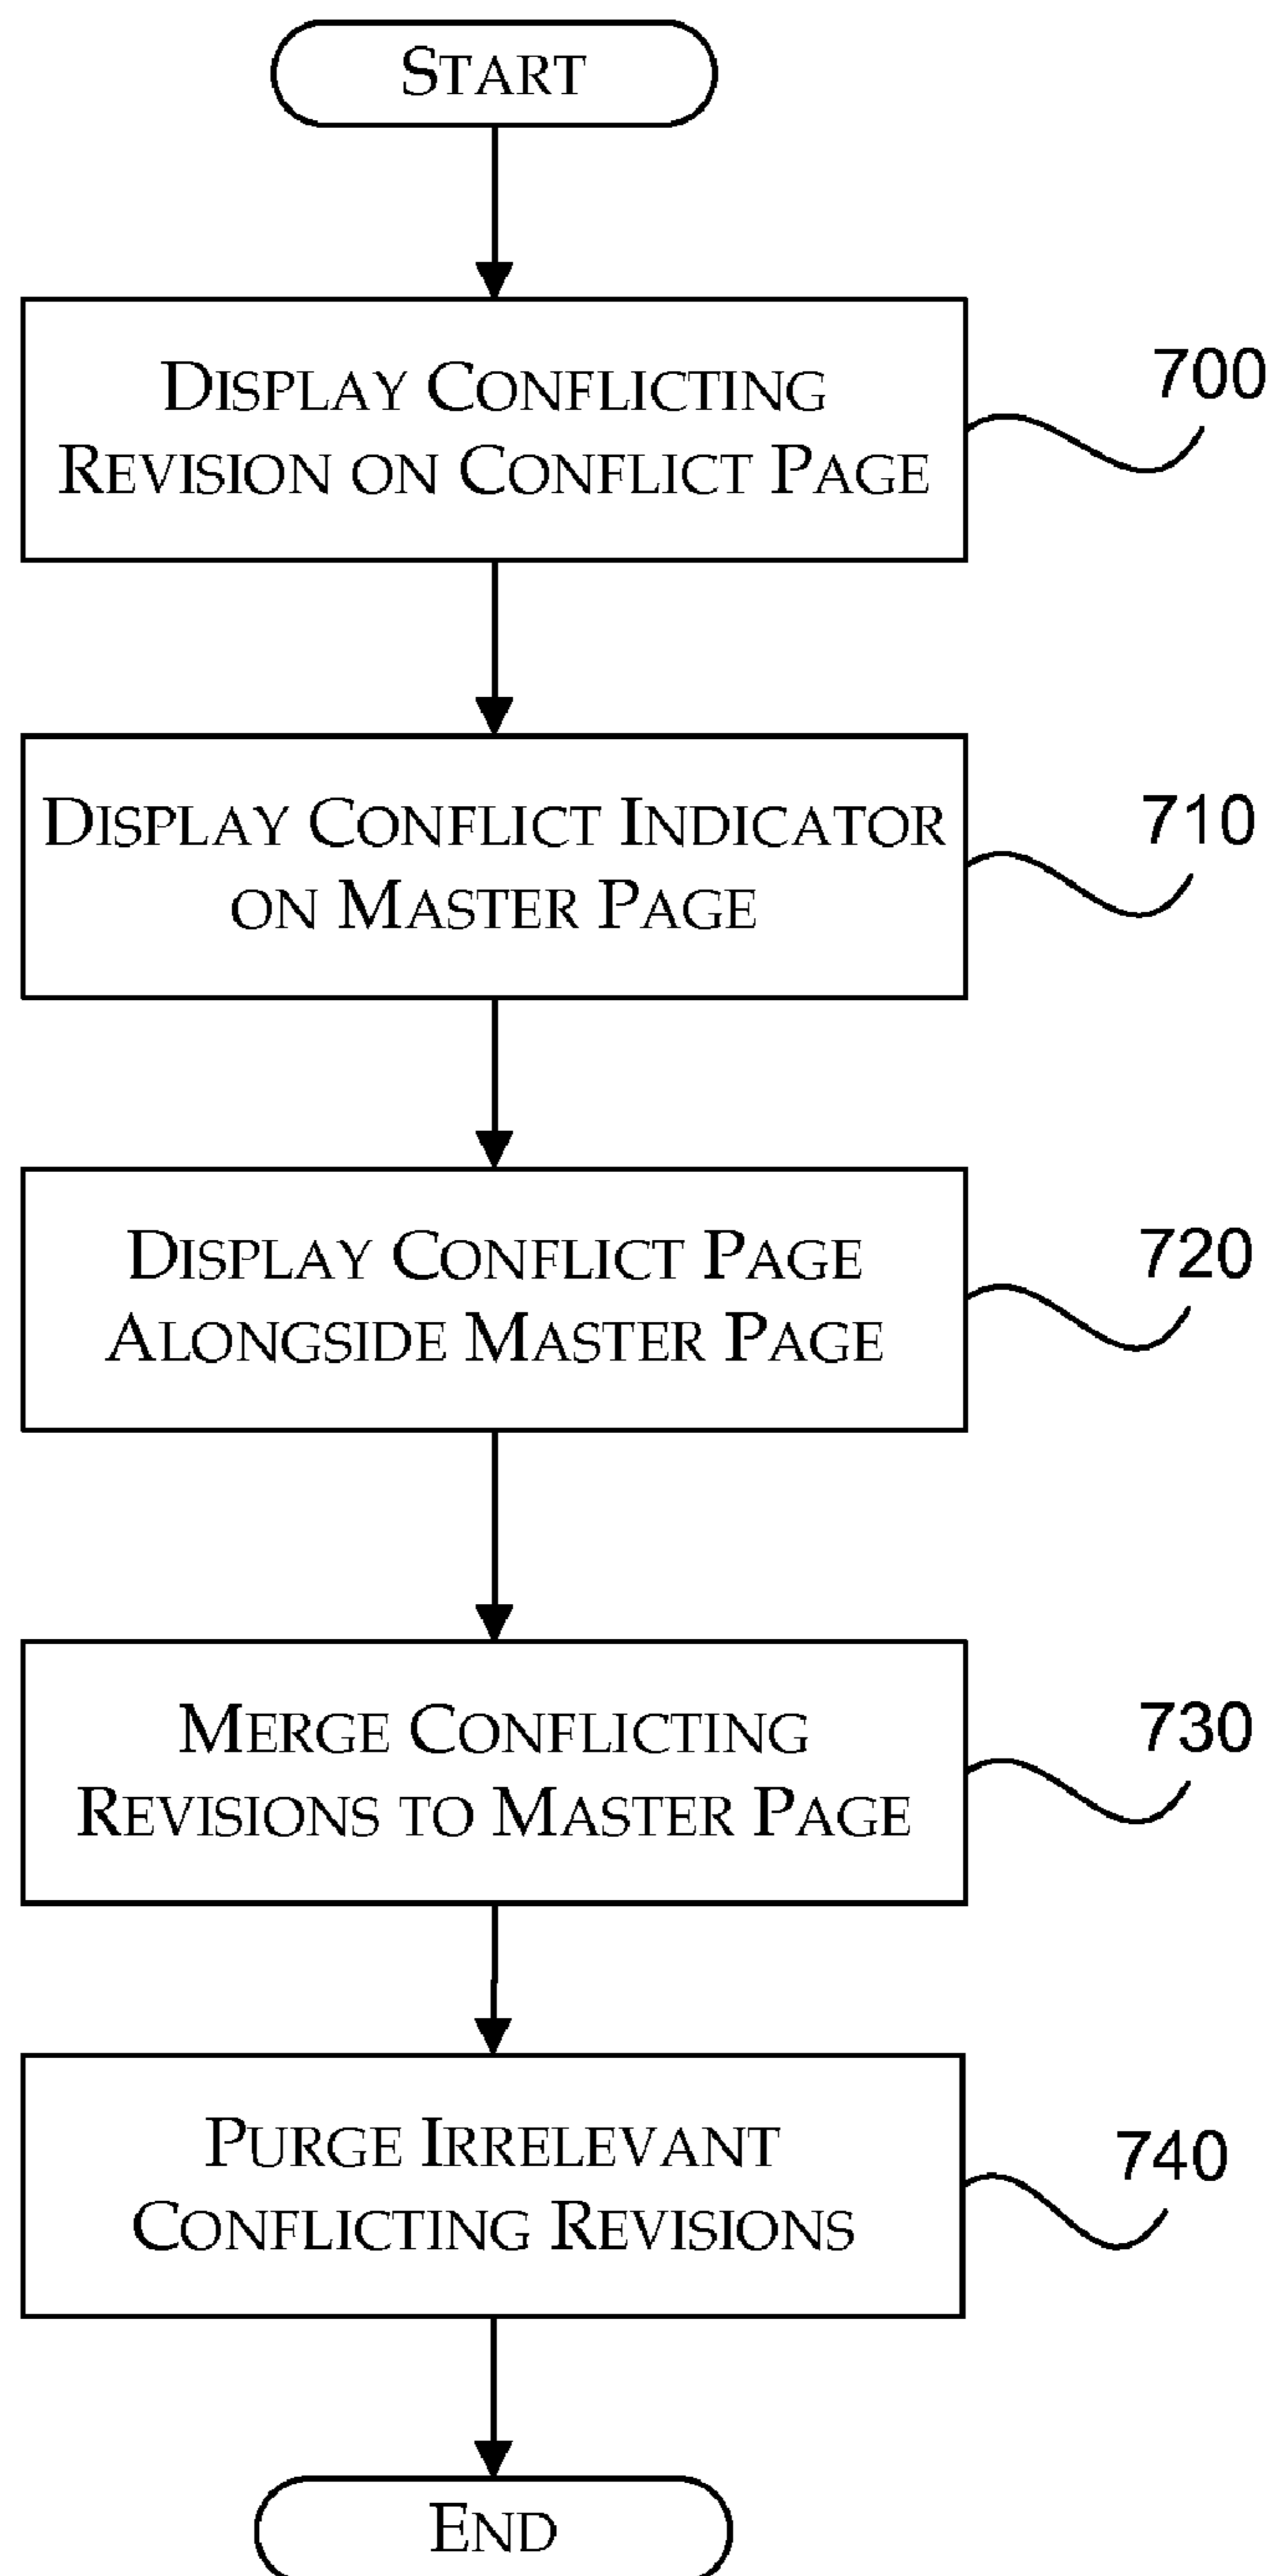 START
DISPLAY CONFLICTING
REVISION ON CONFLICT PAGE
700
DISPLAY CONFLICT INDICATOR
ON MASTER PAGE
710
DISPLAY CONFLICT PAGE
ALONGSIDE MASTER PAGE
720
MERGE CONFLICTING
REVISIONS TO MASTER PAGE
730
PURGE IRRELEVANT
CONFLICTING REVISIONS
740
END